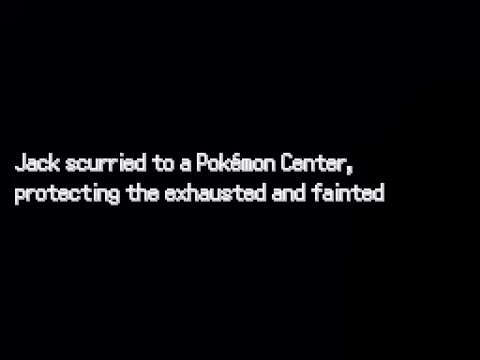 Jack scurried to a Pokémon Center,
protecting the exhausted and fainted